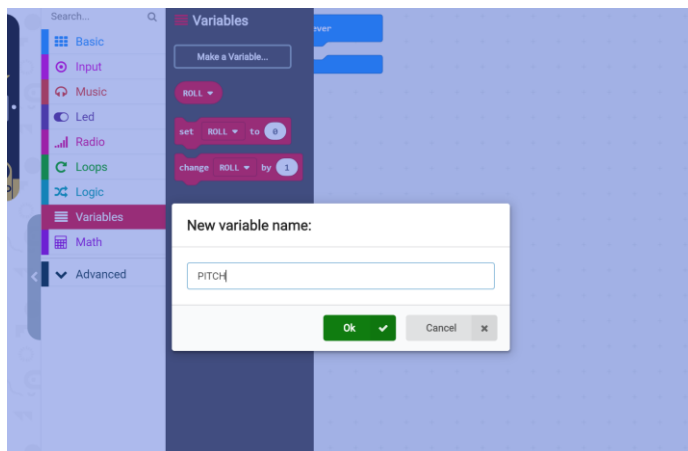 Search...
Basic
Input
Music
Led
Radio
Loops
Logic
Variables
Math
Advanced
Variables
Make a Variable...
ROLL
set ROLL to 0
change ROLL by 1
ever
New variable name:
PITCH
Ok
Cancel